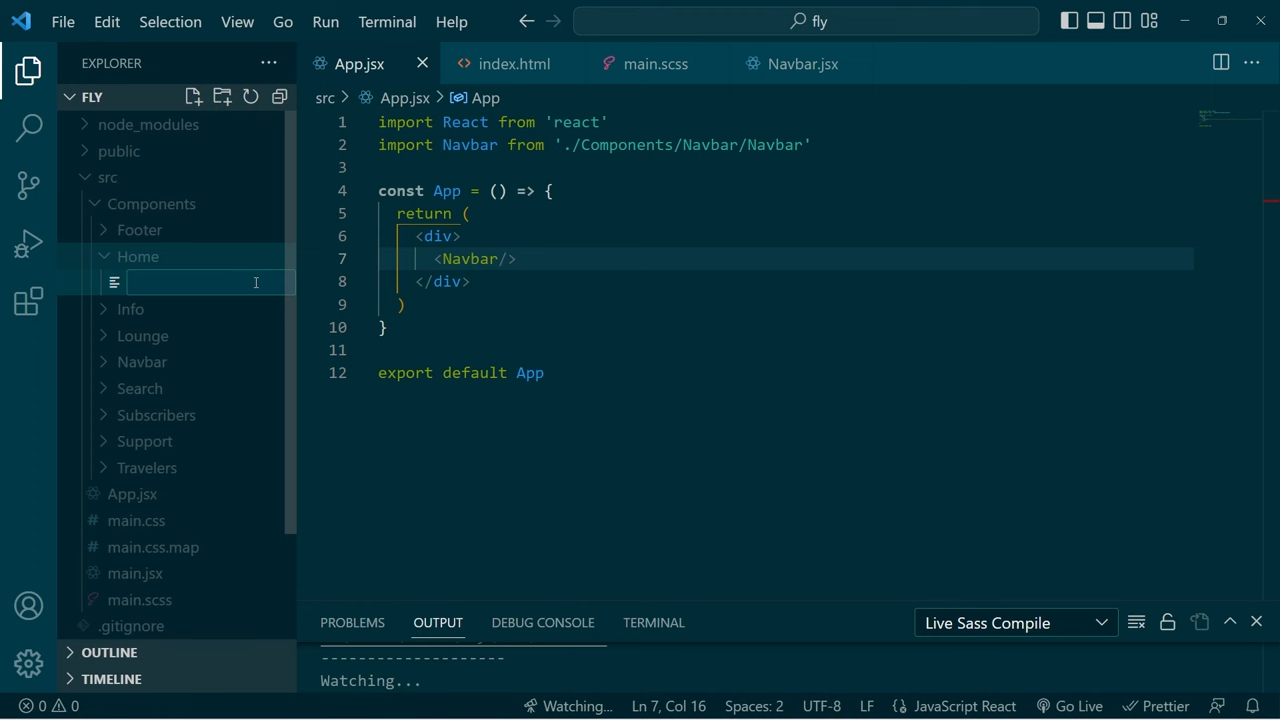 File Edit Selection View Go Run Terminal Help fly
EXPLORER
App.jsx index.html main.scss Navbar.jsx
FLY
src App.jsx App
node_modules
public
src
Components
Footer
Home
Info
Lounge
Navbar
Search
Subscribers
Support
Travelers
App.jsx
main.css
main.css.map
main.jsx
main.scss
.gitignore
OUTLINE
TIMELINE
1 import React from 'react'
2 import Navbar from './Components/Navbar/Navbar'
3
4 const App = () => {
5 return (
6 <div>
7 <Navbar/>
8 </div>
9 )
10 }
11
12 export default App
PROBLEMS OUTPUT DEBUG CONSOLE TERMINAL Live Sass Compile
--------------------
Watching...
0 0 Watching... Ln 7, Col 16 Spaces: 2 UTF-8 LF JavaScript React Go Live Prettier